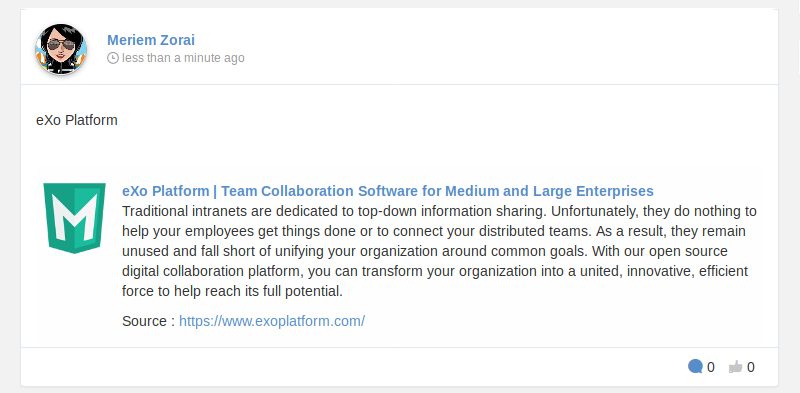 Meriem Zorai
less than a minute ago
eXo Platform
M
eXo Platform | Team Collaboration Software for Medium and Large Enterprises
Traditional intranets are dedicated to top-down information sharing. Unfortunately, they do nothing to
help your employees get things done or to connect your distributed teams. As a result, they remain
unused and fall short of unifying your organization around common goals. With our open source
digital collaboration platform, you can transform your organization into a united, innovative, efficient
force to help reach its full potential.
Source : https://www.exoplatform.com/
0 0